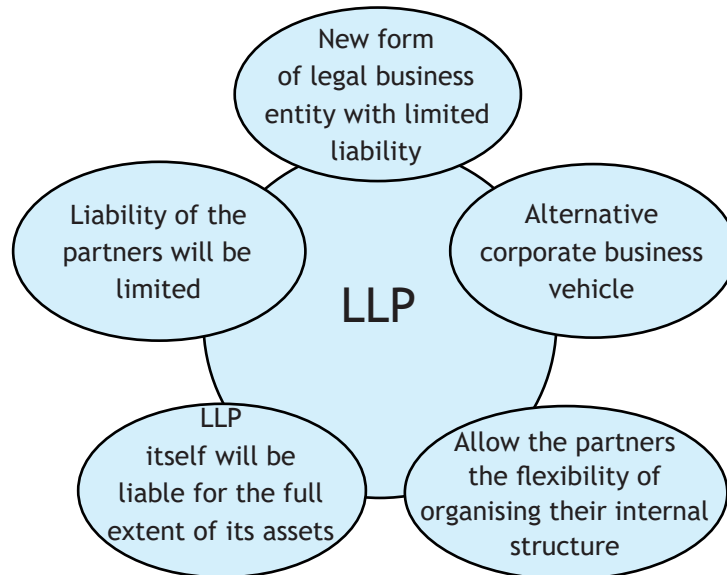 New form
of legal business
entity with limited
liability
Liability of the
partners will be
limited
Alternative
corporate business
vehicle
LLP
LLP
itself will be
liable for the full
extent of its assets
Allow the partners
the flexibility of
organising their internal
structure